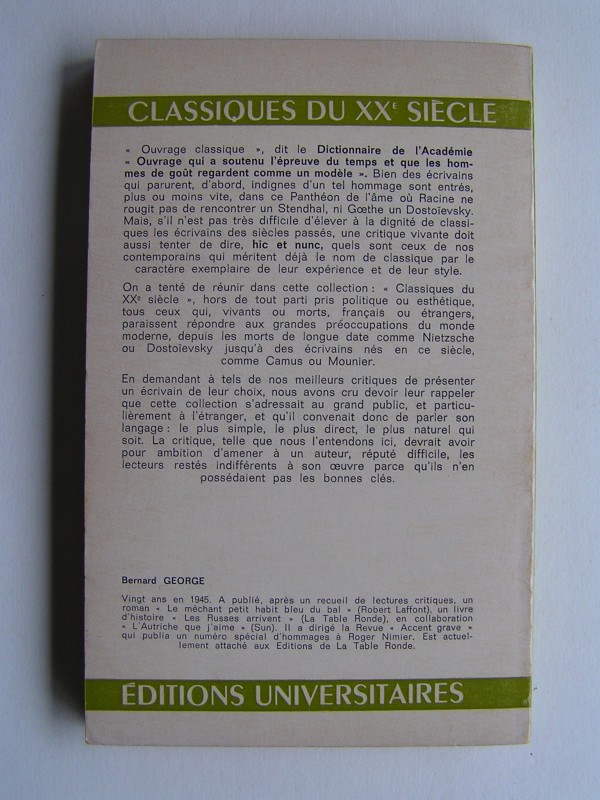 CLASSIQUES DU XXE SIÈCLE
« Ouvrage classique », dit le Dictionnaire de l'Académie
« Ouvrage qui a soutenu l'épreuve du temps et que les hom-
mes de goût regardent comme un modèle ». Bien des écrivains
qui parurent, d'abord, indignes d'un tel hommage sont entrés,
plus ou moins vite, dans ce Panthéon de l'âme où Racine ne
rougit pas de rencontrer un Stendhal, ni Gœthe un Dostoïevsky.
Mais, s'il n'est pas très difficile d'élever à la dignité de classi-
ques les écrivains des siècles passés, une critique vivante doit
aussi tenter de dire, hic et nunc, quels sont ceux de nos
contemporains qui méritent déjà le nom de classique par le
caractère exemplaire de leur expérience et de leur style.
On a tenté de réunir dans cette collection : « Classiques du
XXe siècle », hors de tout parti pris politique ou esthétique,
tous ceux qui, vivants ou morts, français ou étrangers,
paraissent répondre aux grandes préoccupations du monde
moderne, depuis les morts de longue date comme Nietzsche
ou Dostoïevsky jusqu'à des écrivains nés en ce siècle,
comme Camus ou Mounier.
En demandant à tels de nos meilleurs critiques de présenter
un écrivain de leur choix, nous avons cru devoir leur rappeler
que cette collection s'adressait au grand public, et particu-
lièrement à l'étranger, et qu'il convenait donc de parler son
langage : le plus simple, le plus direct, le plus naturel qui
soit. La critique, telle que nous l'entendons ici, devrait avoir
pour ambition d'amener à un auteur, réputé difficile, les
lecteurs restés indifférents à son œuvre parce qu'ils n'en
possédaient pas les bonnes clés.
Bernard GEORGE
Vingt ans en 1945. A publié, après un recueil de lectures critiques, un
roman « Le méchant petit habit bleu du bal » (Robert Laffont), un livre
d'histoire « Les Russes arrivent » (La Table Ronde), en collaboration
« L'Autriche que j'aime » (Sun). Il a dirigé la Revue « Accent grave »
qui publia un numéro spécial d'hommages à Roger Nimier. Est actuel-
lement attaché aux Editions de La Table Ronde.
ÉDITIONS UNIVERSITAIRES